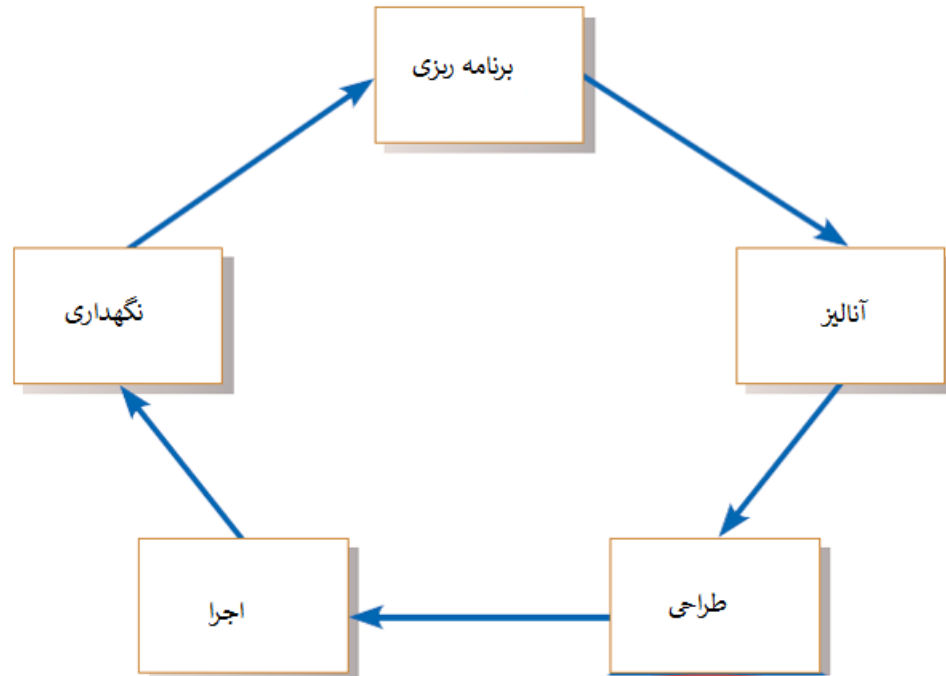 برنامه ریزی
آنالیز
طراحی
اجرا
نگهداری